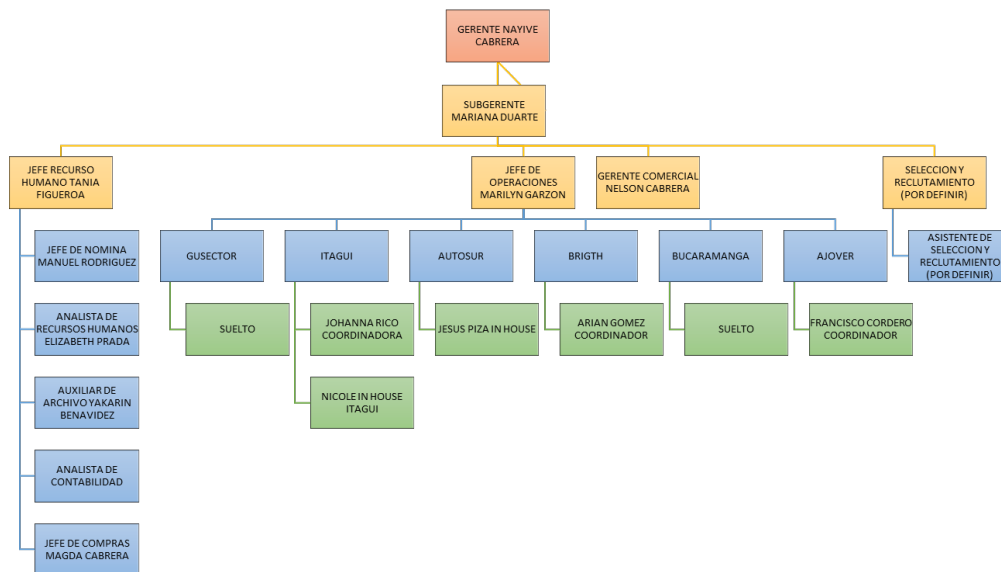 GERENTE NAYIVE
CABRERA
SUBGERENTE
MARIANA DUARTE
JEFE RECURSO
HUMANO TANIA
FIGUEROA
JEFE DE
OPERACIONES
MARILYN GARZON
GERENTE COMERCIAL
NELSON CABRERA
SELECCION Y
RECLUTAMIENTO
(POR DEFINIR)
JEFE DE NOMINA
MANUEL RODRIGUEZ
GUSECTOR
ITAGUI
AUTOSUR
BRIGTH
BUCARAMANGA
AJOVER
ASISTENTE DE
SELECCION Y
RECLUTAMIENTO
(POR DEFINIR)
ANALISTA DE
RECURSOS HUMANOS
ELIZABETH PRADA
SUELTO
JOHANNA RICO
COORDINADORA
JESUS PIZA IN HOUSE
ARIAN GOMEZ
COORDINADOR
SUELTO
FRANCISCO CORDERO
COORDINADOR
AUXILIAR DE
ARCHIVO YAKARIN
BENAVIDEZ
NICOLE IN HOUSE
ITAGUI
ANALISTA DE
CONTABILIDAD
JEFE DE COMPRAS
MAGDA CABRERA